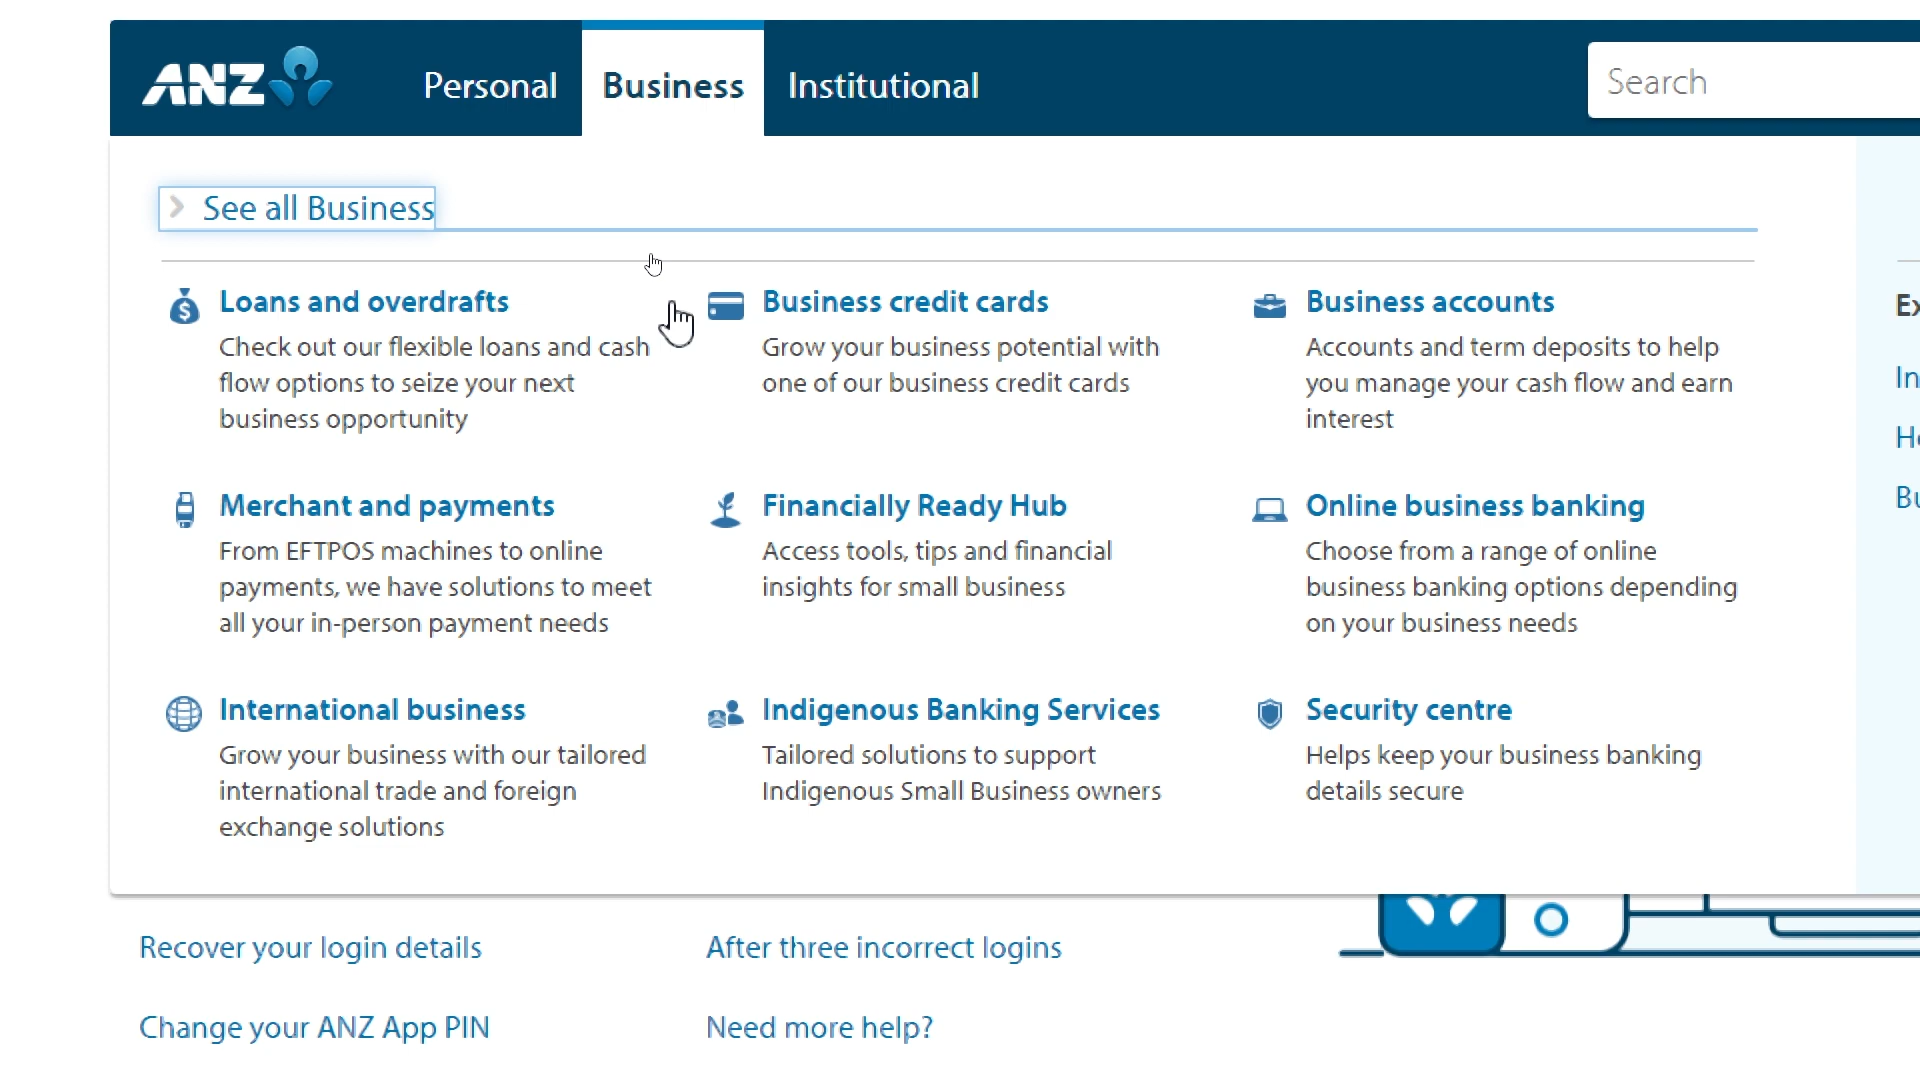 ANZ
Personal
Business
Institutional
Search
See all Business
Loans and overdrafts
Check out our flexible loans and cash
flow options to seize your next
business opportunity
Business credit cards
Grow your business potential with
one of our business credit cards
Business accounts
Accounts and term deposits to help
you manage your cash flow and earn
interest
Merchant and payments
From EFTPOS machines to online
payments, we have solutions to meet
all your in-person payment needs
Financially Ready Hub
Access tools, tips and financial
insights for small business
Online business banking
Choose from a range of online
business banking options depending
on your business needs
International business
Grow your business with our tailored
international trade and foreign
exchange solutions
Indigenous Banking Services
Tailored solutions to support
Indigenous Small Business owners
Security centre
Helps keep your business banking
details secure
Recover your login details
After three incorrect logins
Change your ANZ App PIN
Need more help?